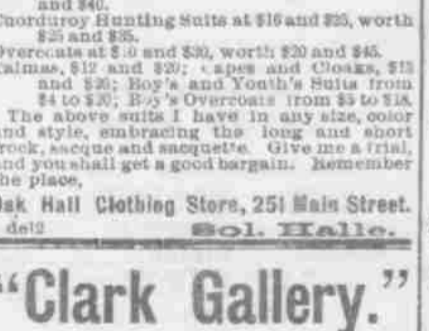 and $40.
Corduroy Hunting Suits at $16 and $25, worth
$25 and $35.
Overcoats at $ 0 and $30, worth $20 and $45.
Talmas, $12 and $20; Capes and Cloaks, $15
and $25; Boy's and Youth's Suits from
$4 to $20; Boy's Overcoats from $5 to $18.
The above suits I have in any size, color
and style, embracing the long and short
frock, sacque and sacquette. Give me a trial,
and you shall get a good bargain. Remember
the place,
Oak Hall Clothing Store, 251 Main Street.
de12 Sol. Halle.
"Clark Gallery."